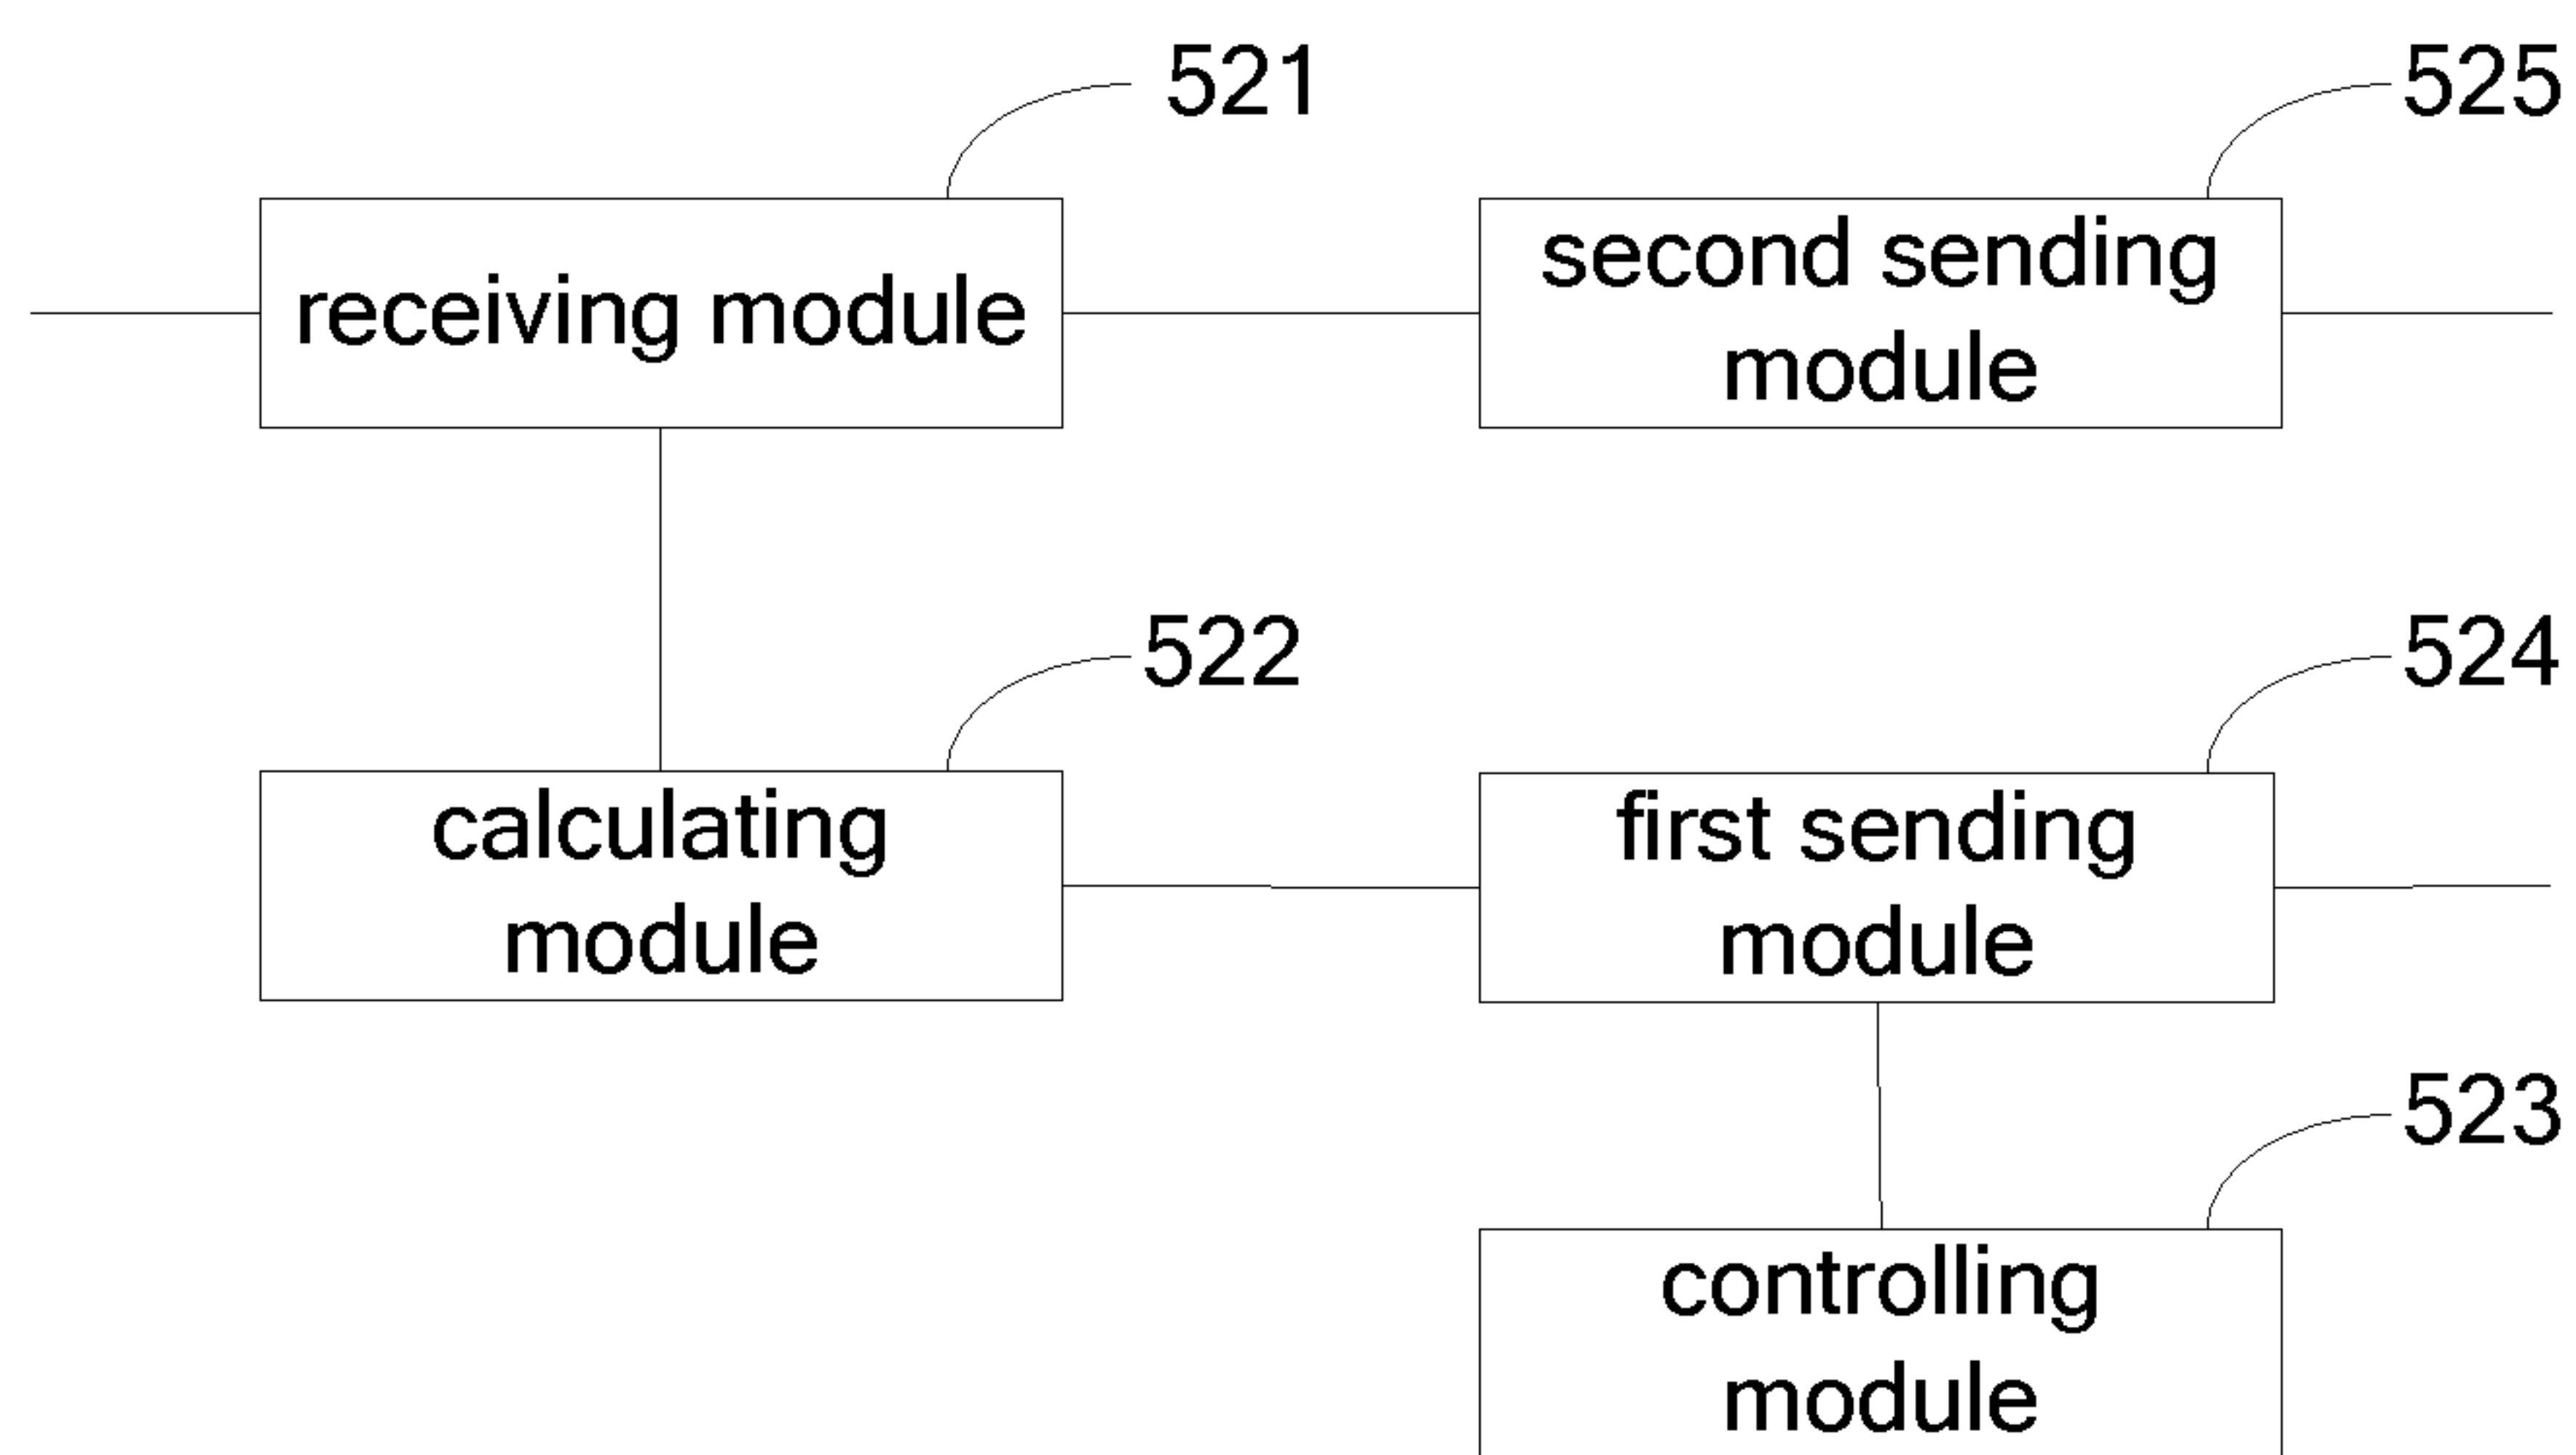 521
525
receiving module
second sending
module
522
524
calculating
module
first sending
module
523
controlling
module